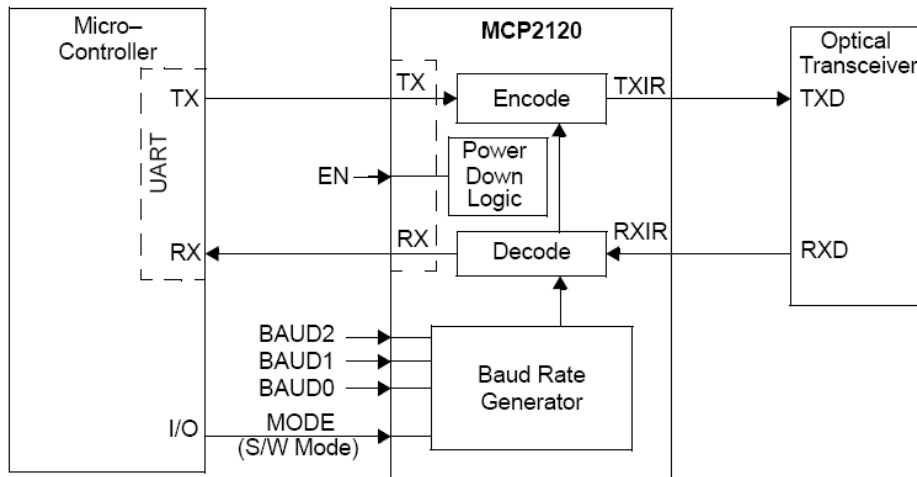 Micro–
Controller
MCP2120
Optical
Transceiver
TX
TX
Encode
TXIR
TXD
UART
EN
Power
Down
Logic
RX
RX
Decode
RXIR
RXD
BAUD2
BAUD1
BAUD0
Baud Rate
Generator
I/O
MODE
(S/W Mode)